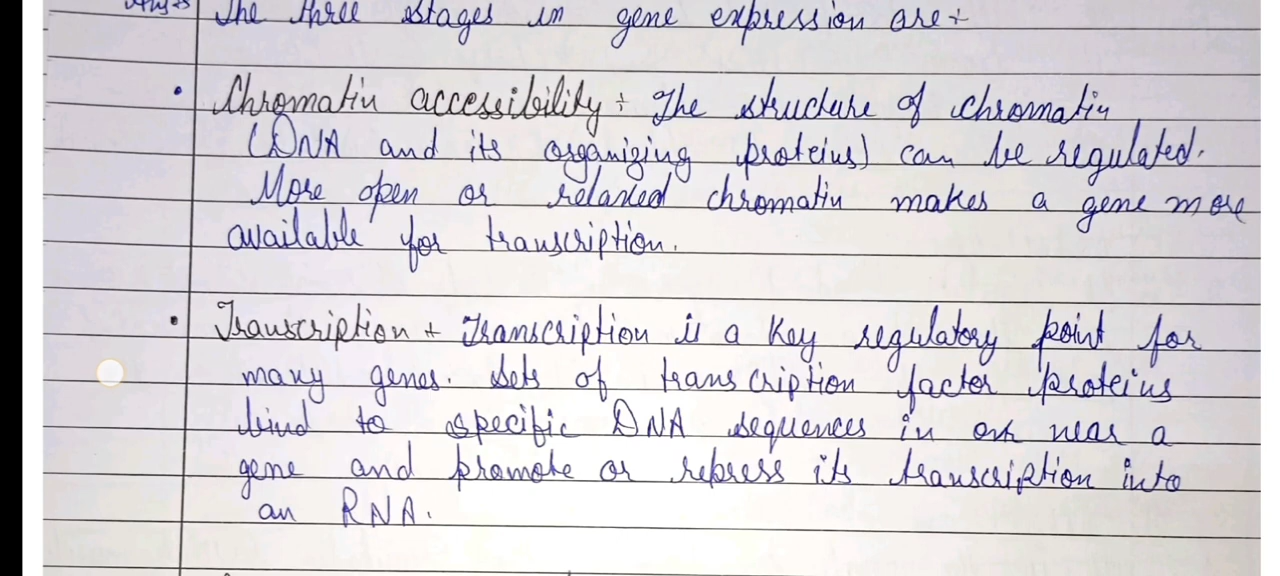 The three stages in gene expression are÷
• Chromatin accessibility ÷ The structure of chromatin
(DNA and its organizing proteins) can be regulated.
More open or relaxed chromatin makes a gene more
available for transcription.
• Transcription ÷ Transcription is a key regulatory point for
many genes. Sets of transcription factor proteins
bind to specific DNA sequences in or near a
gene and promote or repress its transcription into
an RNA.